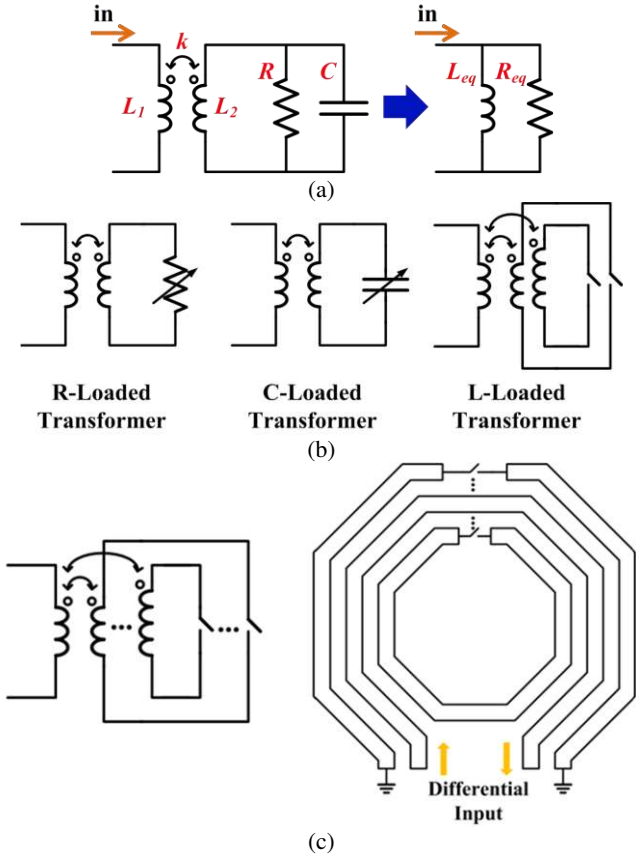 in
in
k
R
C
L1
L2
Leq
Req
(a)
R-Loaded
Transformer
C-Loaded
Transformer
L-Loaded
Transformer
(b)
Differential
Input
(c)